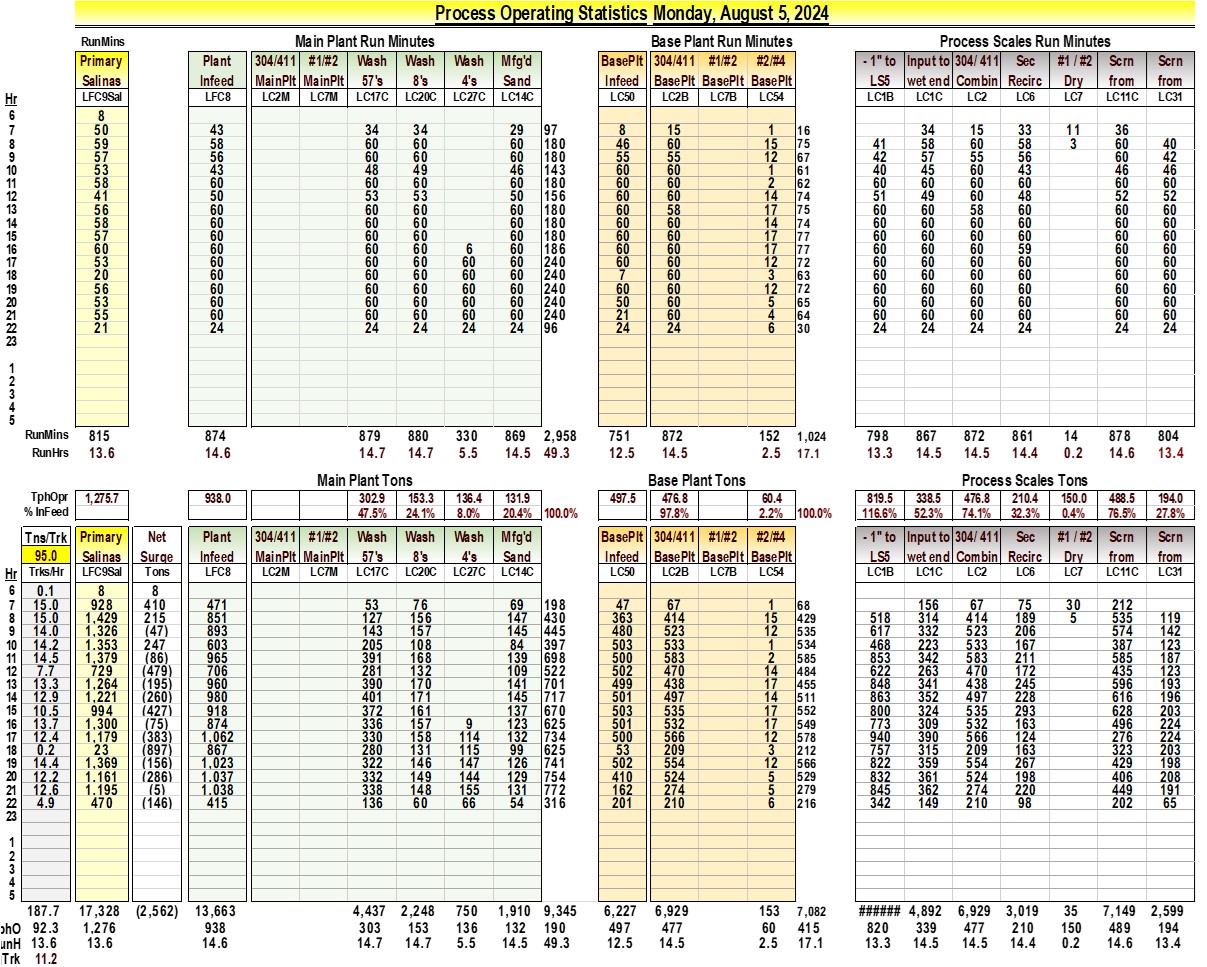 Process Operating Statistics Monday, August 5, 2024
RunMins Main Plant Run Minutes Base Plant Run Minutes Process Scales Run Minutes
Primary Plant 304/411 #1/#2 Wash Wash Wash Mfg'd BasePlt 304/411 #1/#2 #2/#4 - 1" to Input to 304/ 411 Sec #1 / #2 Scrn Scrn
Salinas Infeed MainPlt MainPlt 57's 8's 4's Sand Infeed BasePlt BasePlt BasePlt LS5 wet end Combin Recirc Dry from from
Hr LFC9Sal LFC8 LC2M LC7M LC17C LC20C LC27C LC14C LC50 LC2B LC7B LC54 LC1B LC1C LC2 LC6 LC7 LC11C LC31
6 8
7 50 43 34 34 29 97 8 15 1 16 34 15 33 11 36
8 59 58 60 60 60 180 46 60 15 75 41 58 60 58 3 60 40
9 57 56 60 60 60 180 55 55 12 67 42 57 55 56 60 42
10 53 43 48 49 46 143 60 60 1 61 40 45 60 43 46 46
11 58 60 60 60 60 180 60 60 2 62 60 60 60 60 60 60
12 41 50 53 53 50 156 60 60 14 74 51 49 60 48 52 52
13 56 60 60 60 60 180 60 58 17 75 60 60 58 60 60 60
14 58 60 60 60 60 180 60 60 14 74 60 60 60 60 60 60
15 57 60 60 60 60 180 60 60 17 77 60 60 60 60 60 60
16 60 60 60 60 6 60 186 60 60 17 77 60 60 60 59 60 60
17 53 60 60 60 60 60 240 60 60 12 72 60 60 60 60 60 60
18 20 60 60 60 60 60 240 7 60 3 63 60 60 60 60 60 60
19 56 60 60 60 60 60 240 60 60 12 72 60 60 60 60 60 60
20 53 60 60 60 60 60 240 50 60 5 65 60 60 60 60 60 60
21 55 60 60 60 60 60 240 21 60 4 64 60 60 60 60 60 60
22 21 24 24 24 24 24 96 24 24 6 30 24 24 24 24 24 24
23
1
2
3
4
5
RunMins 815 874 879 880 330 869 2,958 751 872 152 1,024 798 867 872 861 14 878 804
RunHrs 13.6 14.6 14.7 14.7 5.5 14.5 49.3 12.5 14.5 2.5 17.1 13.3 14.5 14.5 14.4 0.2 14.6 13.4
Main Plant Tons Base Plant Tons Process Scales Tons
TphOpr 1,275.7 938.0 302.9 153.3 136.4 131.9 497.5 476.8 60.4 819.5 338.5 476.8 210.4 150.0 488.5 194.0
% InFeed 47.5% 24.1% 8.0% 20.4% 100.0% 97.8% 2.2% 100.0% 116.6% 52.3% 74.1% 32.3% 0.4% 76.5% 27.8%
Tns/Trk Primary Net Plant 304/411 #1/#2 Wash Wash Wash Mfg'd BasePlt 304/411 #1/#2 #2/#4 - 1" to Input to 304/ 411 Sec #1 / #2 Scrn Scrn
95.0 Salinas Surge Infeed MainPlt MainPlt 57's 8's 4's Sand Infeed BasePlt BasePlt BasePlt LS5 wet end Combin Recirc Dry from from
Hr Trks/Hr LFC9Sal Tons LFC8 LC2M LC7M LC17C LC20C LC27C LC14C LC50 LC2B LC7B LC54 LC1B LC1C LC2 LC6 LC7 LC11C LC31
6 0.1 8 8
7 15.0 928 410 471 53 76 69 198 47 67 1 68 156 67 75 30 212
8 15.0 1,429 215 851 127 156 147 430 363 414 15 429 518 314 414 189 5 535 119
9 14.0 1,326 (47) 893 143 157 145 445 480 523 12 535 617 332 523 206 574 142
10 14.2 1,353 247 603 205 108 84 397 503 533 1 534 468 223 533 167 387 123
11 14.5 1,379 (86) 965 391 168 139 698 500 583 2 585 853 342 583 211 585 187
12 7.7 729 (479) 706 281 132 109 522 502 470 14 484 622 263 470 172 435 123
13 13.3 1,264 (195) 960 390 170 141 701 499 438 17 455 848 341 438 245 596 193
14 12.9 1,221 (260) 980 401 171 145 717 501 497 14 511 863 352 497 228 616 196
15 10.5 994 (427) 918 372 161 137 670 503 535 17 552 800 324 535 293 628 203
16 13.7 1,300 (75) 874 336 157 9 123 625 501 532 17 549 773 309 532 163 496 224
17 12.4 1,179 (383) 1,062 330 158 114 132 734 500 566 12 578 940 390 566 124 276 224
18 0.2 23 (897) 867 280 131 115 99 625 53 209 3 212 757 315 209 163 323 203
19 14.4 1,369 (156) 1,023 322 146 147 126 741 502 554 12 566 822 359 554 267 429 198
20 12.2 1,161 (286) 1,037 332 149 144 129 754 410 524 5 529 832 361 524 198 406 208
21 12.6 1,195 (5) 1,038 338 148 155 131 772 162 274 5 279 845 362 274 220 449 191
22 4.9 470 (146) 415 136 60 66 54 316 201 210 6 216 342 149 210 98 202 65
23
1
2
3
4
5
187.7 17,328 (2,562) 13,663 4,437 2,248 750 1,910 9,345 6,227 6,929 153 7,082 ###### 4,892 6,929 3,019 35 7,149 2,599
phO 92.3 1,276 938 303 153 136 132 190 497 477 60 415 820 339 477 210 150 489 194
unH 13.6 13.6 14.6 14.7 14.7 5.5 14.5 49.3 12.5 14.5 2.5 17.1 13.3 14.5 14.5 14.4 0.2 14.6 13.4
Trk 11.2